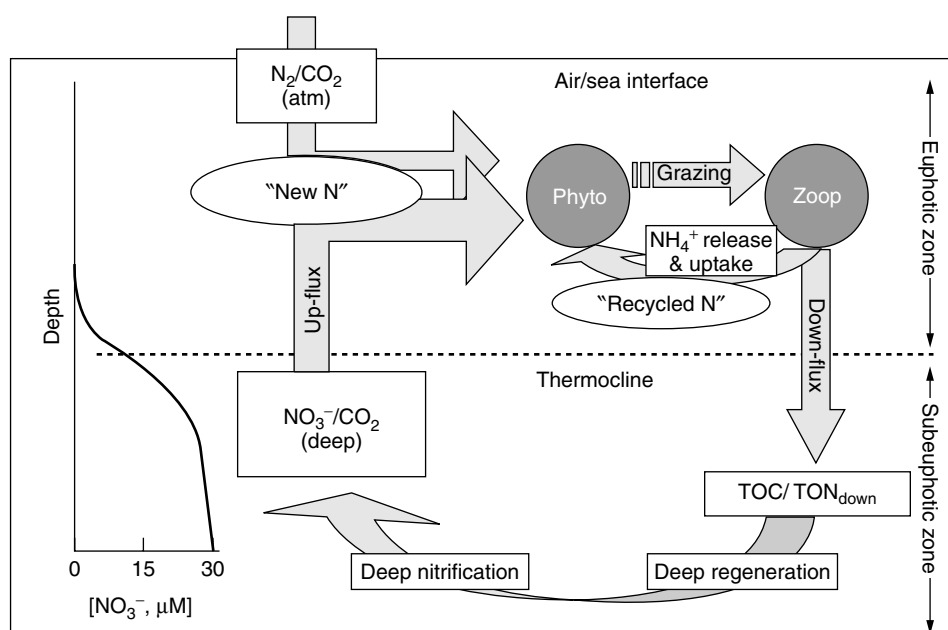 N₂/CO₂
(atm)
Air/sea interface
"New N"
Phyto
Grazing
Zoop
NH₄⁺ release
& uptake
"Recycled N"
Euphotic zone
Depth
Up-flux
Down-flux
Thermocline
NO₃⁻/CO₂
(deep)
TOC/ TON_down
Subeuphotic zone
Deep nitrification
Deep regeneration
0 15 30
[NO₃⁻, μM]